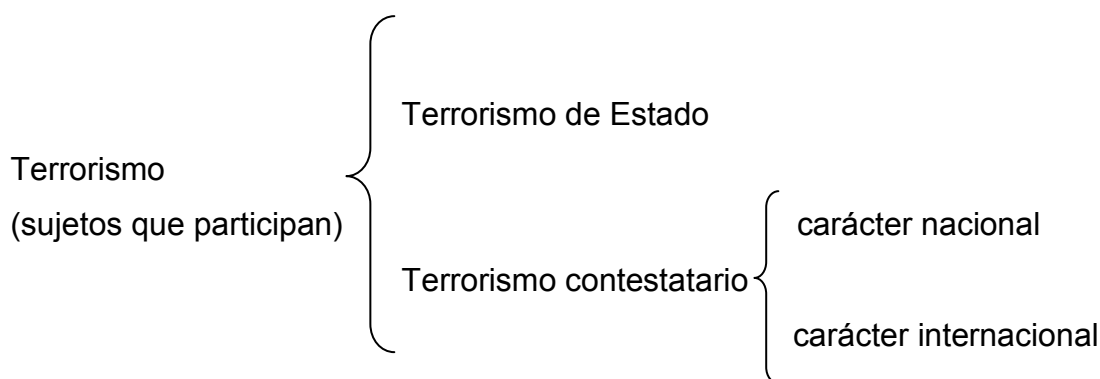 Terrorismo de Estado
Terrorismo
(sujetos que participan)
carácter nacional
Terrorismo contestatario
carácter internacional